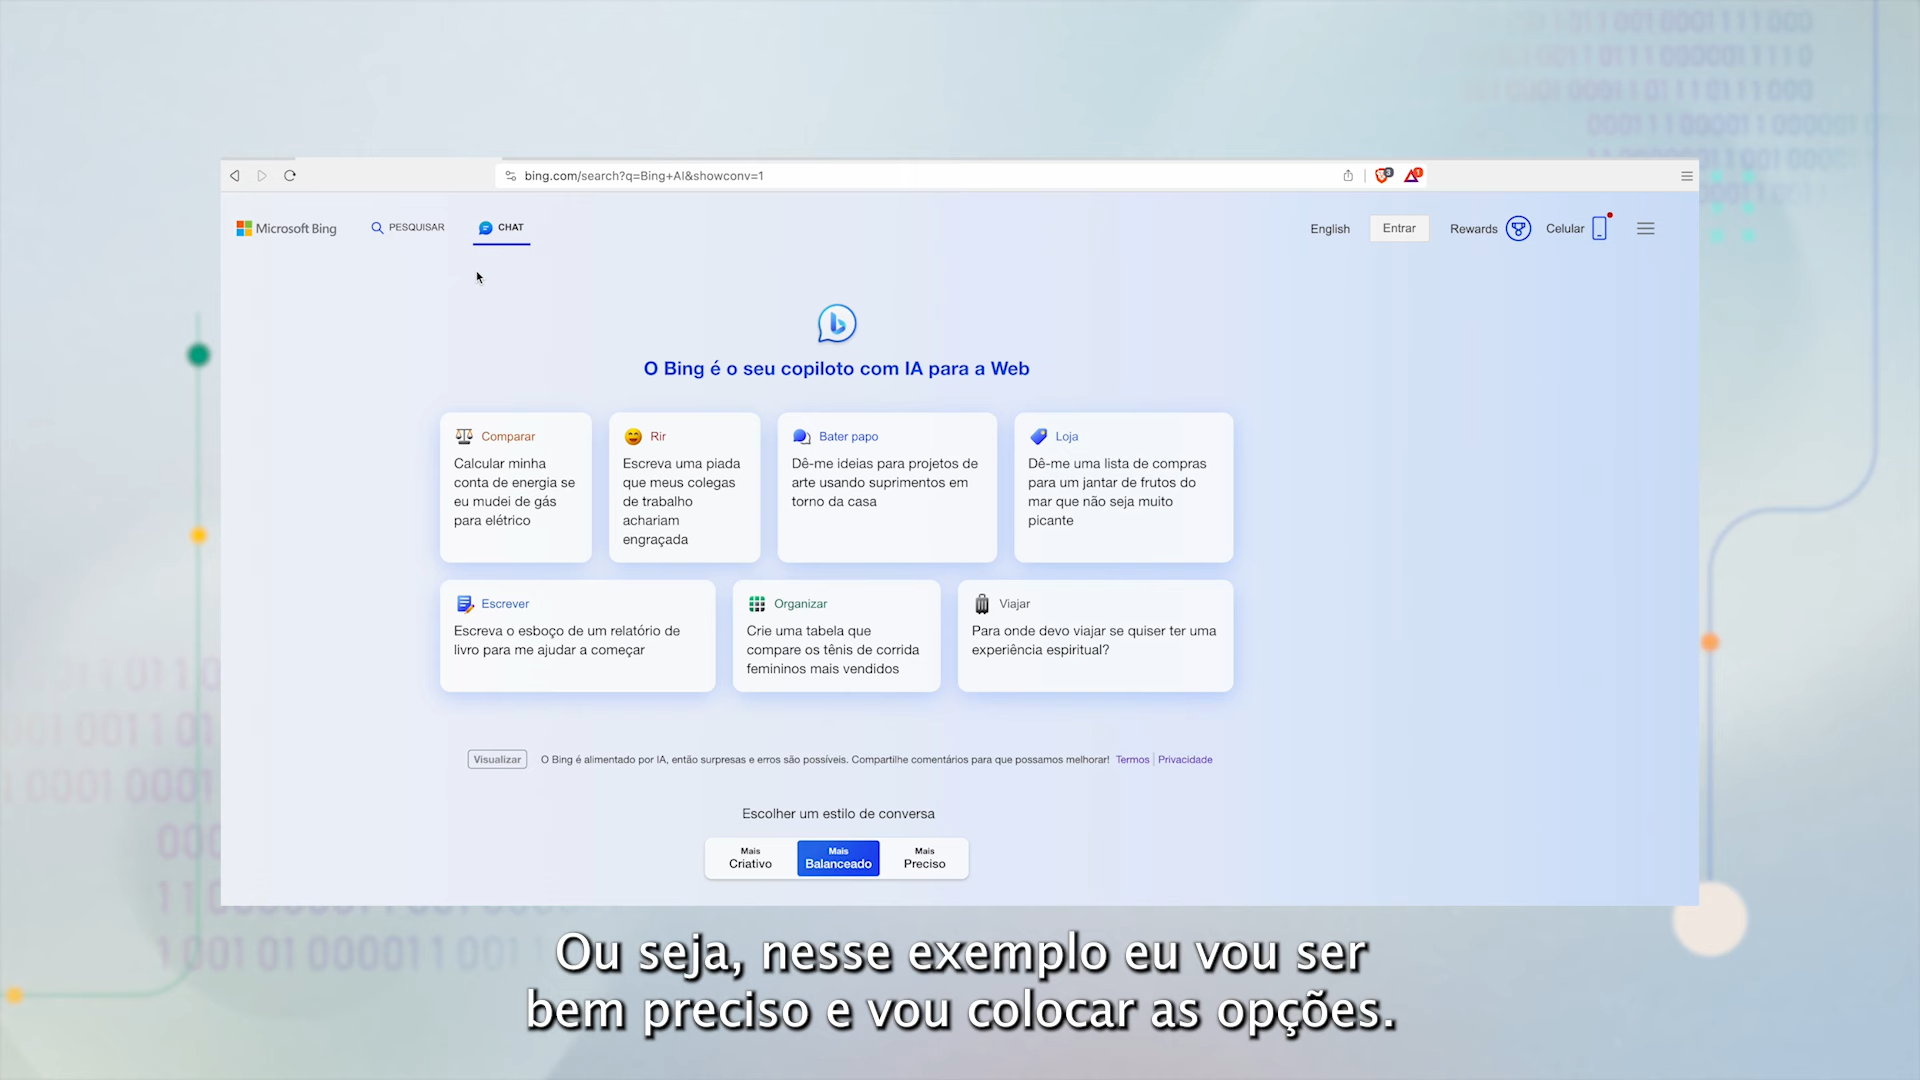 bing.com/search?q=Bing+AI&showconv=1
3
1
Microsoft Bing
PESQUISAR
CHAT
English
Entrar
Rewards
Celular
O Bing é o seu copiloto com IA para a Web
Comparar
Calcular minha
conta de energia se
eu mudei de gás
para elétrico
Rir
Escreva uma piada
que meus colegas
de trabalho
achariam
engraçada
Bater papo
Dê-me ideias para projetos de
arte usando suprimentos em
torno da casa
Loja
Dê-me uma lista de compras
para um jantar de frutos do
mar que não seja muito
picante
Escrever
Escreva o esboço de um relatório de
livro para me ajudar a começar
Organizar
Crie uma tabela que
compare os tênis de corrida
femininos mais vendidos
Viajar
Para onde devo viajar se quiser ter uma
experiência espiritual?
Visualizar
O Bing é alimentado por IA, então surpresas e erros são possíveis. Compartilhe comentários para que possamos melhorar! Termos Privacidade
Escolher um estilo de conversa
Mais
Criativo
Mais
Balanceado
Mais
Preciso
Ou seja, nesse exemplo eu vou ser
bem preciso e vou colocar as opções.